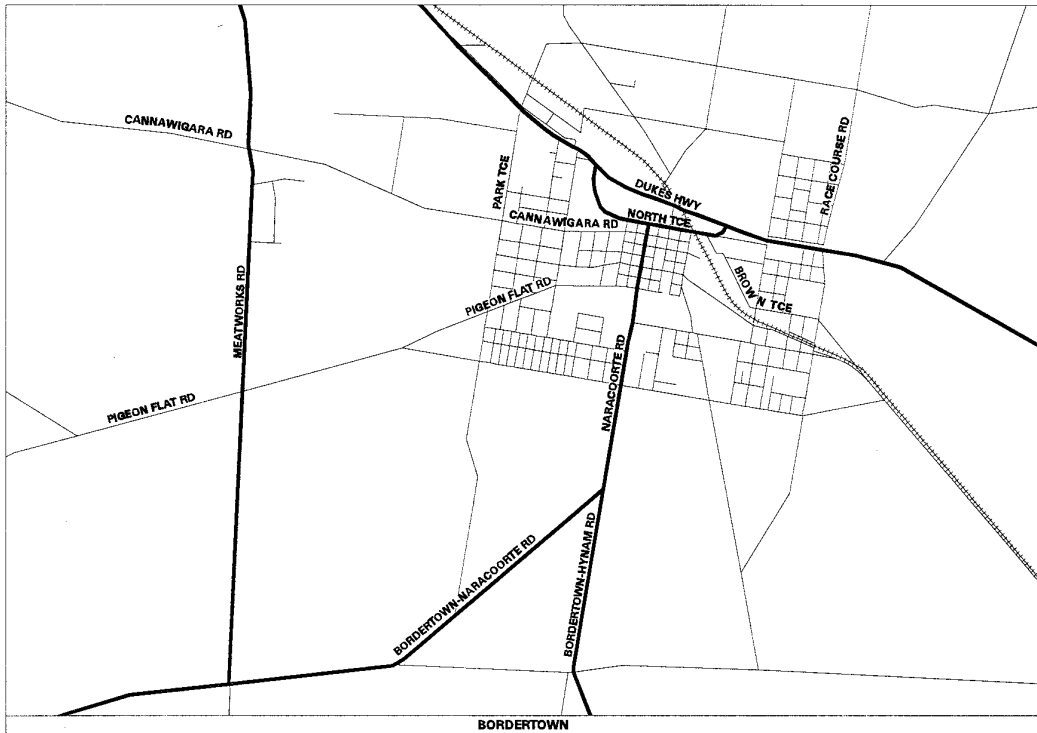 CANNAWIGARA RD
PARK TCE
RACE COURSE RD
DUKES HWY
CANNAWIGARA RD
NORTH TCE
MEATWORKS RD
PIGEON FLAT RD
BROWN TCE
NARACOORTE RD
PIGEON FLAT RD
BORDERTOWN-NARACOORTE RD
BORDERTOWN-HYNAM RD
BORDERTOWN